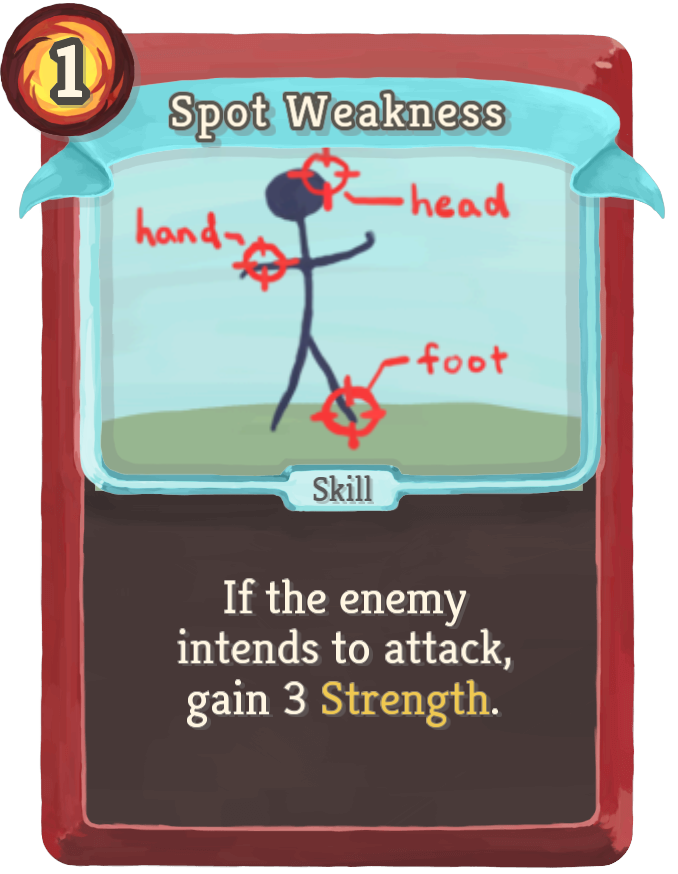 1
Spot Weakness
head
hand
foot
Skill
If the enemy
intends to attack,
gain 3 Strength.